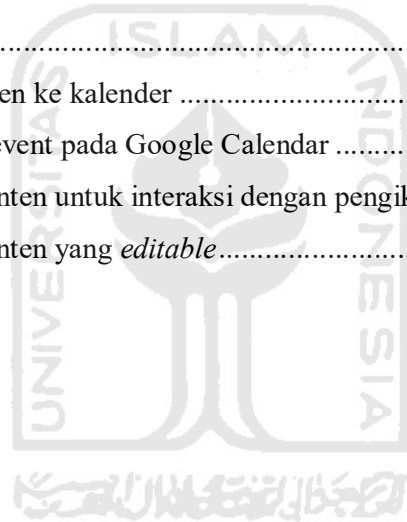 ....................................................
ISLAM
en ke kalender ................................
event pada Google Calendar .........
nten untuk interaksi dengan pengik
nten yang editable.........................
UNIVERSITAS
INDONESIA